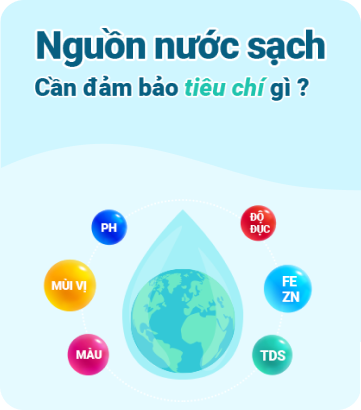 Nguồn nước sạch
Cần đảm bảo tiêu chí gì ?
PH
ĐỘ
ĐỤC
MÙI VỊ
FE
ZN
MÀU
TDS